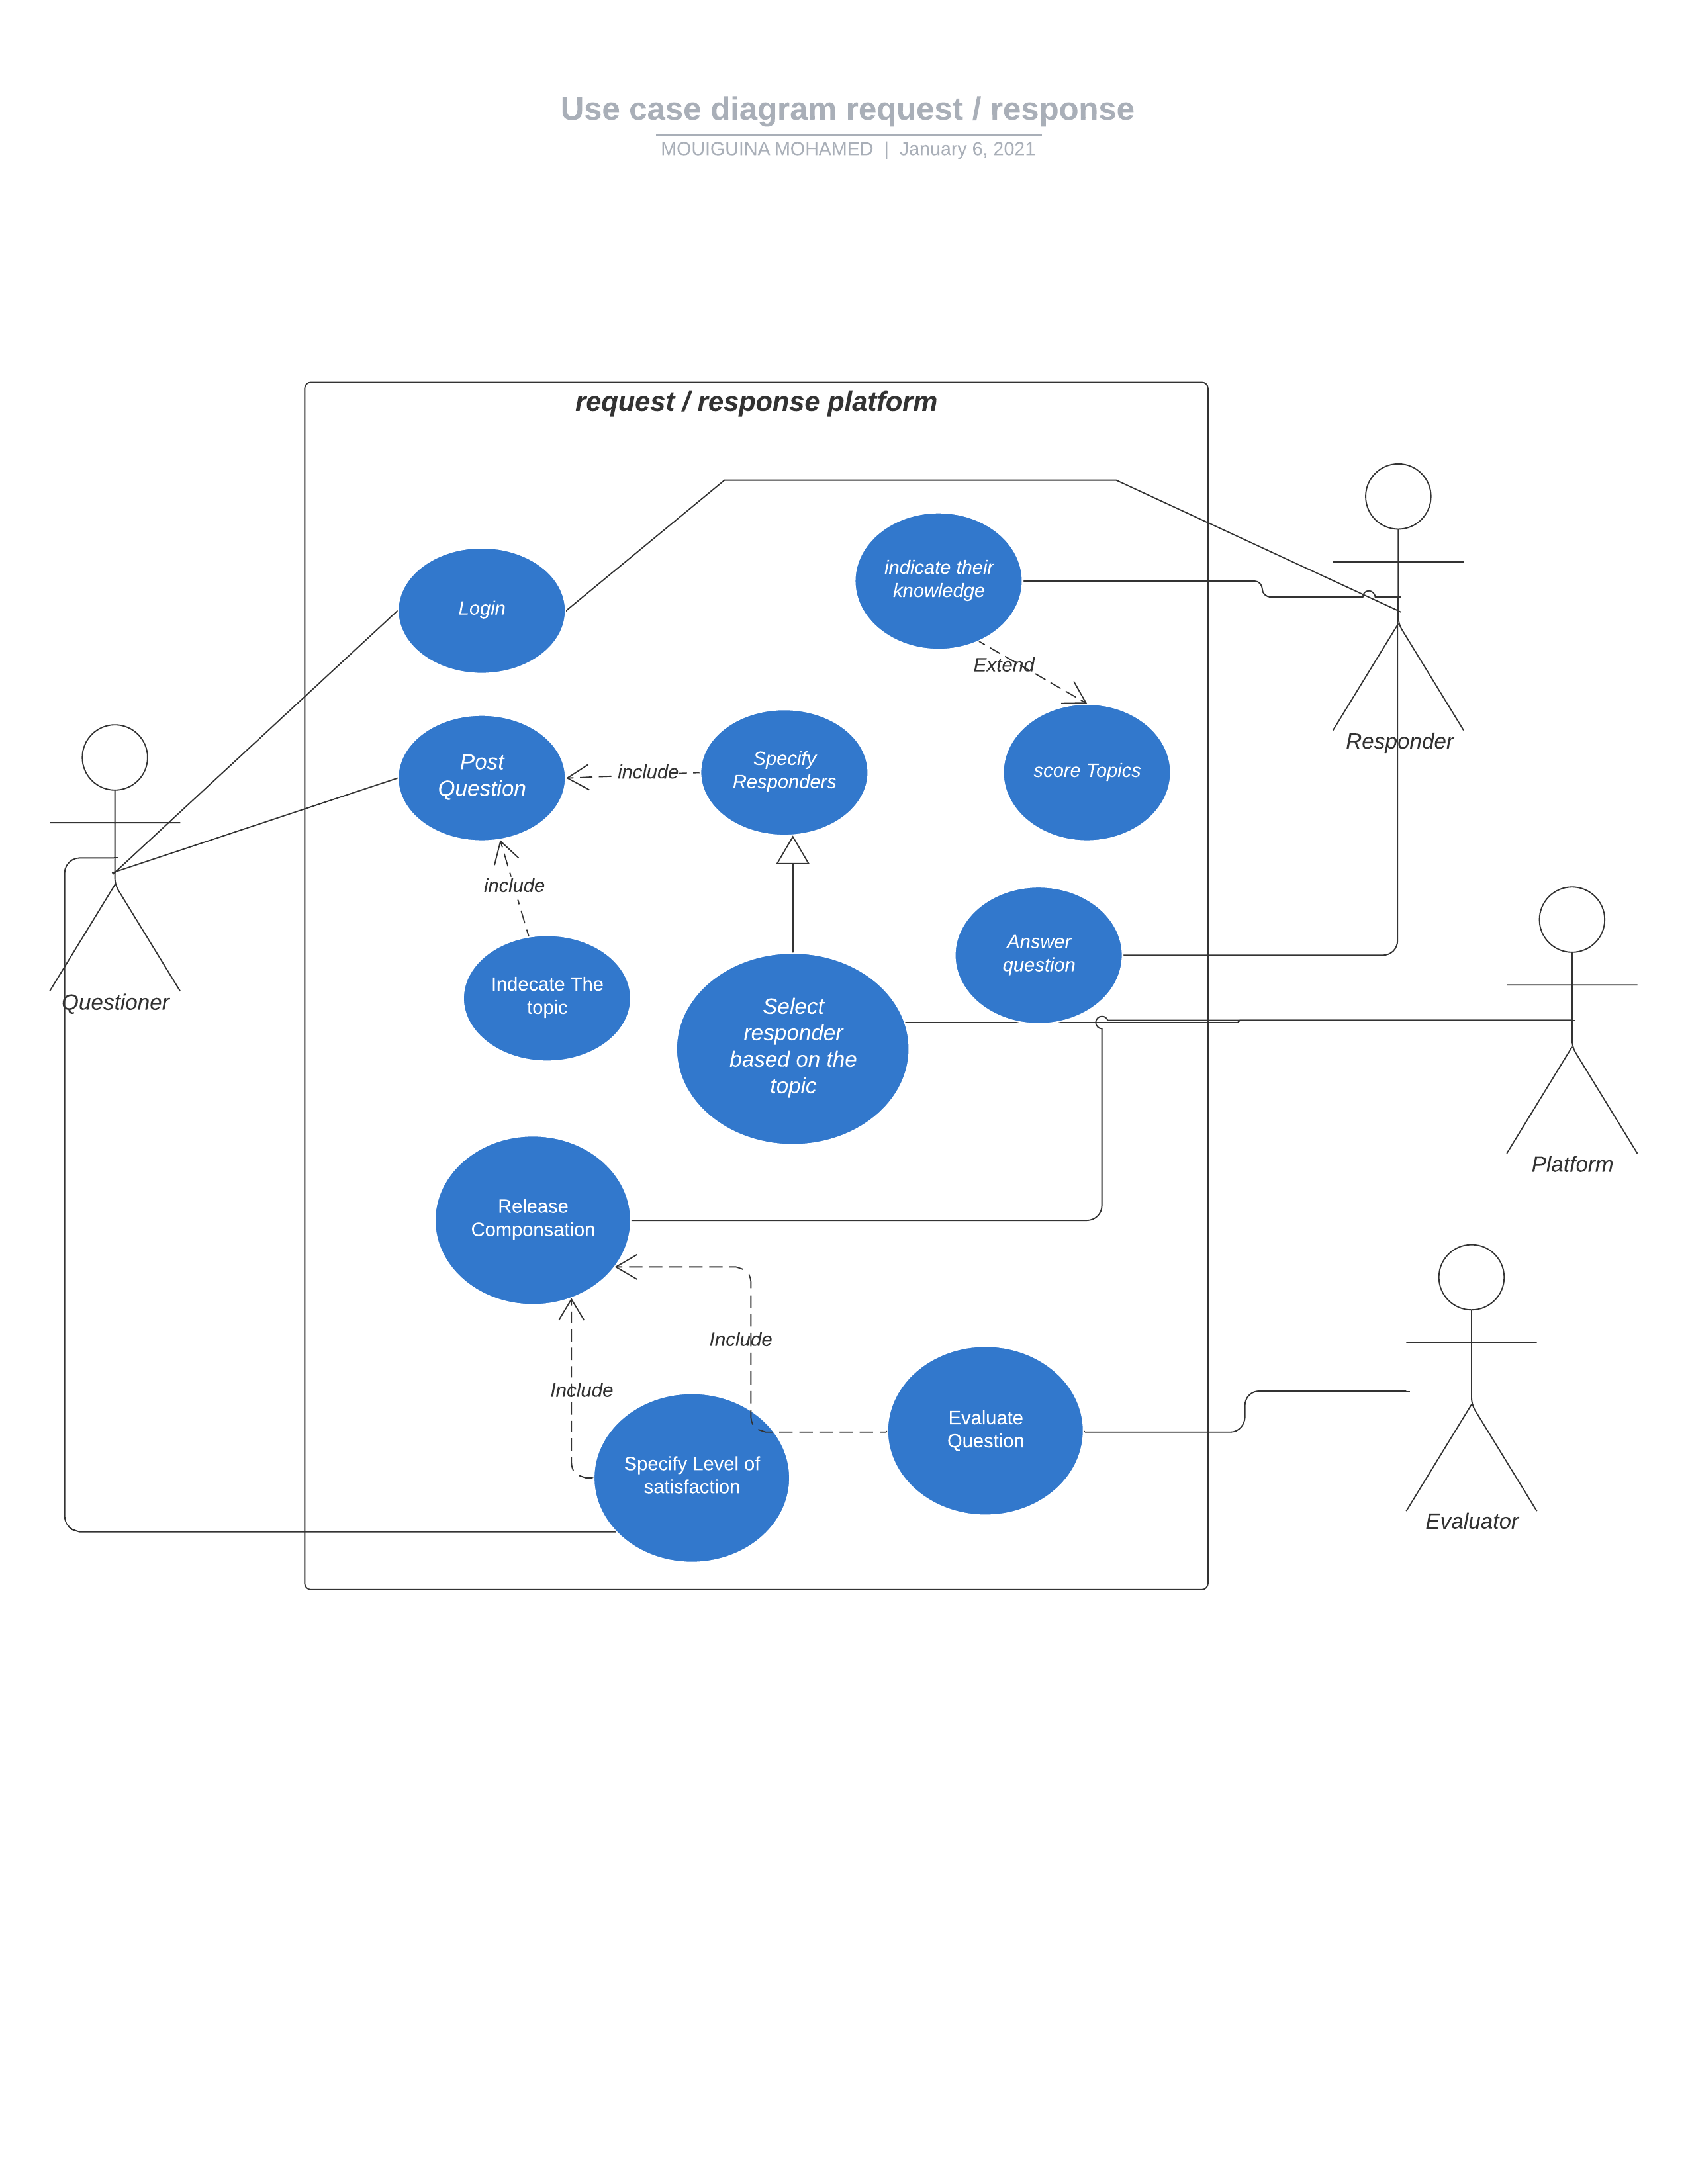 Use case diagram request / response
MOUIGUINA MOHAMED | January 6, 2021
request / response platform
Login
indicate their
knowledge
Extend
Post
Question
include
Specify
Responders
score Topics
Responder
include
Questioner
Indecate The
topic
Select
responder
based on the
topic
Answer
question
Platform
Release
Componsation
Include
Include
Specify Level of
satisfaction
Evaluate
Question
Evaluator